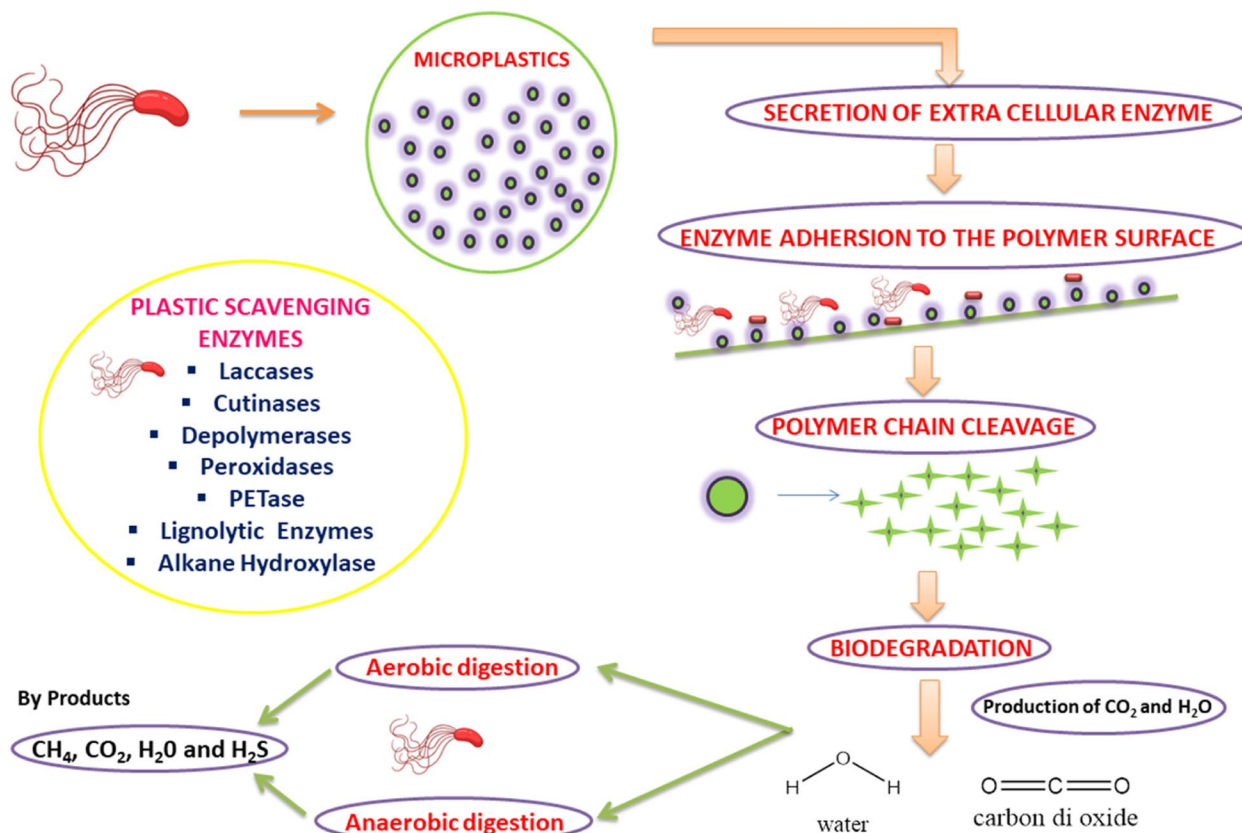 MICROPLASTICS
SECRETION OF EXTRA CELLULAR ENZYME
ENZYME ADHERSION TO THE POLYMER SURFACE
PLASTIC SCAVENGING
ENZYMES
▪ Laccases
▪ Cutinases
▪ Depolymerases
▪ Peroxidases
▪ PETase
▪ Lignolytic Enzymes
▪ Alkane Hydroxylase
POLYMER CHAIN CLEAVAGE
BIODEGRADATION
Production of CO₂ and H₂O
H O H
water
O C O
carbon di oxide
Aerobic digestion
Anaerobic digestion
By Products
CH₄, CO₂, H₂0 and H₂S